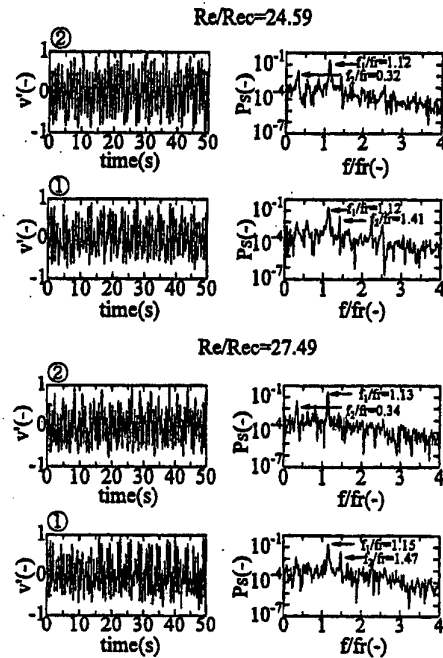 Re/Rec=24.59
②
1
0
-1
v'(-)
0 10 20 30 40 50
time(s)
10-1
10-4
10-7
Ps(-)
f1/fr=1.12
f2/fr=0.32
0 1 2 3 4
f/fr(-)
①
1
0
-1
v'(-)
0 10 20 30 40 50
time(s)
10-1
10-4
10-7
Ps(-)
f1/fr=1.12
f2/fr=1.41
0 1 2 3 4
f/fr(-)
Re/Rec=27.49
②
1
0
-1
v'(-)
0 10 20 30 40 50
time(s)
10-1
10-4
10-7
Ps(-)
f1/fr=1.13
f2/fr=0.34
0 1 2 3 4
f/fr(-)
①
1
0
-1
v'(-)
0 10 20 30 40 50
time(s)
10-1
10-4
10-7
Ps(-)
f1/fr=1.15
f2/fr=1.47
0 1 2 3 4
f/fr(-)